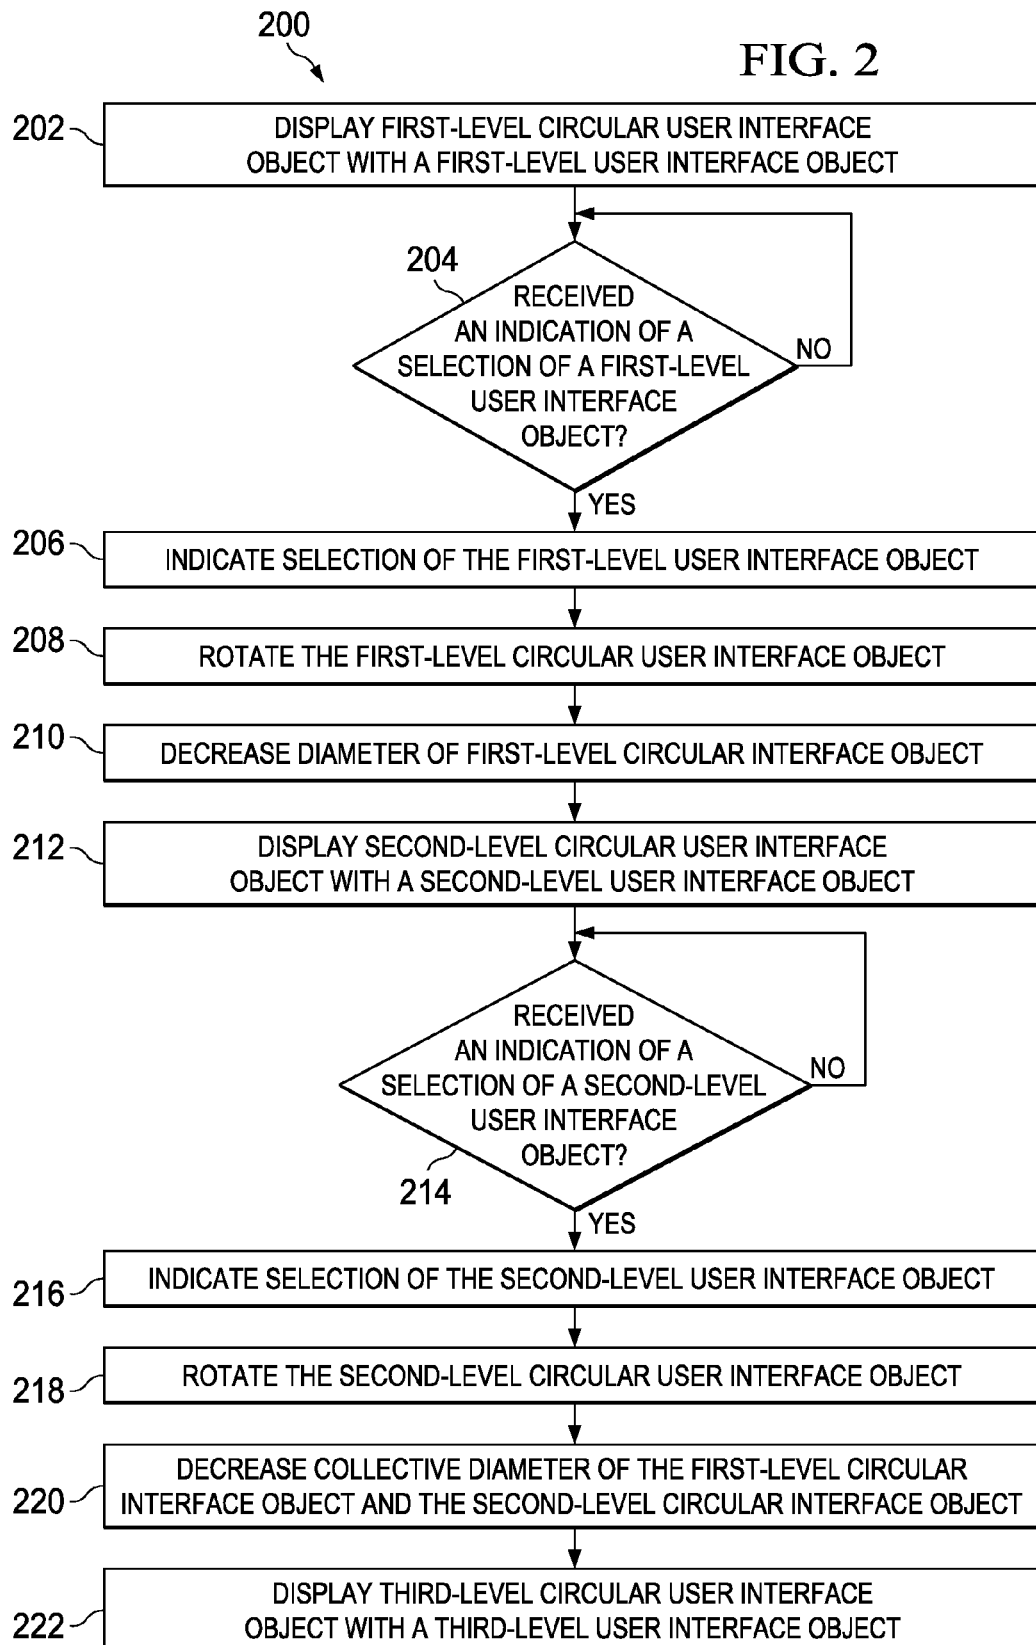 200
FIG. 2
202
DISPLAY FIRST-LEVEL CIRCULAR USER INTERFACE
OBJECT WITH A FIRST-LEVEL USER INTERFACE OBJECT
204
RECEIVED
AN INDICATION OF A
SELECTION OF A FIRST-LEVEL
USER INTERFACE
OBJECT?
NO
YES
206
INDICATE SELECTION OF THE FIRST-LEVEL USER INTERFACE OBJECT
208
ROTATE THE FIRST-LEVEL CIRCULAR USER INTERFACE OBJECT
210
DECREASE DIAMETER OF FIRST-LEVEL CIRCULAR INTERFACE OBJECT
212
DISPLAY SECOND-LEVEL CIRCULAR USER INTERFACE
OBJECT WITH A SECOND-LEVEL USER INTERFACE OBJECT
RECEIVED
AN INDICATION OF A
SELECTION OF A SECOND-LEVEL
USER INTERFACE
OBJECT?
NO
214
YES
216
INDICATE SELECTION OF THE SECOND-LEVEL USER INTERFACE OBJECT
218
ROTATE THE SECOND-LEVEL CIRCULAR USER INTERFACE OBJECT
220
DECREASE COLLECTIVE DIAMETER OF THE FIRST-LEVEL CIRCULAR
INTERFACE OBJECT AND THE SECOND-LEVEL CIRCULAR INTERFACE OBJECT
222
DISPLAY THIRD-LEVEL CIRCULAR USER INTERFACE
OBJECT WITH A THIRD-LEVEL USER INTERFACE OBJECT